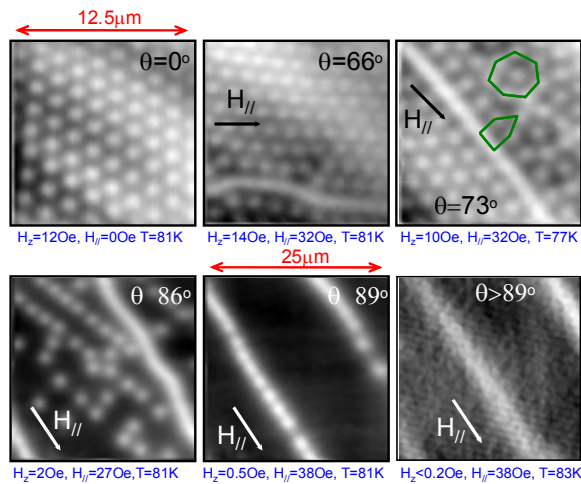 12.5μm
θ=0°
θ=66°
H//
H//
θ=73°
Hz=12Oe, H//=0Oe T=81K
Hz=14Oe, H//=32Oe, T=81K
Hz=10Oe, H//=32Oe, T=77K
25μm
θ 86°
θ 89°
θ>89°
H//
H//
H//
Hz=2Oe, H//=27Oe,T=81K
Hz=0.5Oe, H//=38Oe, T=81K
Hz<0.2Oe, H//=38Oe, T=83K